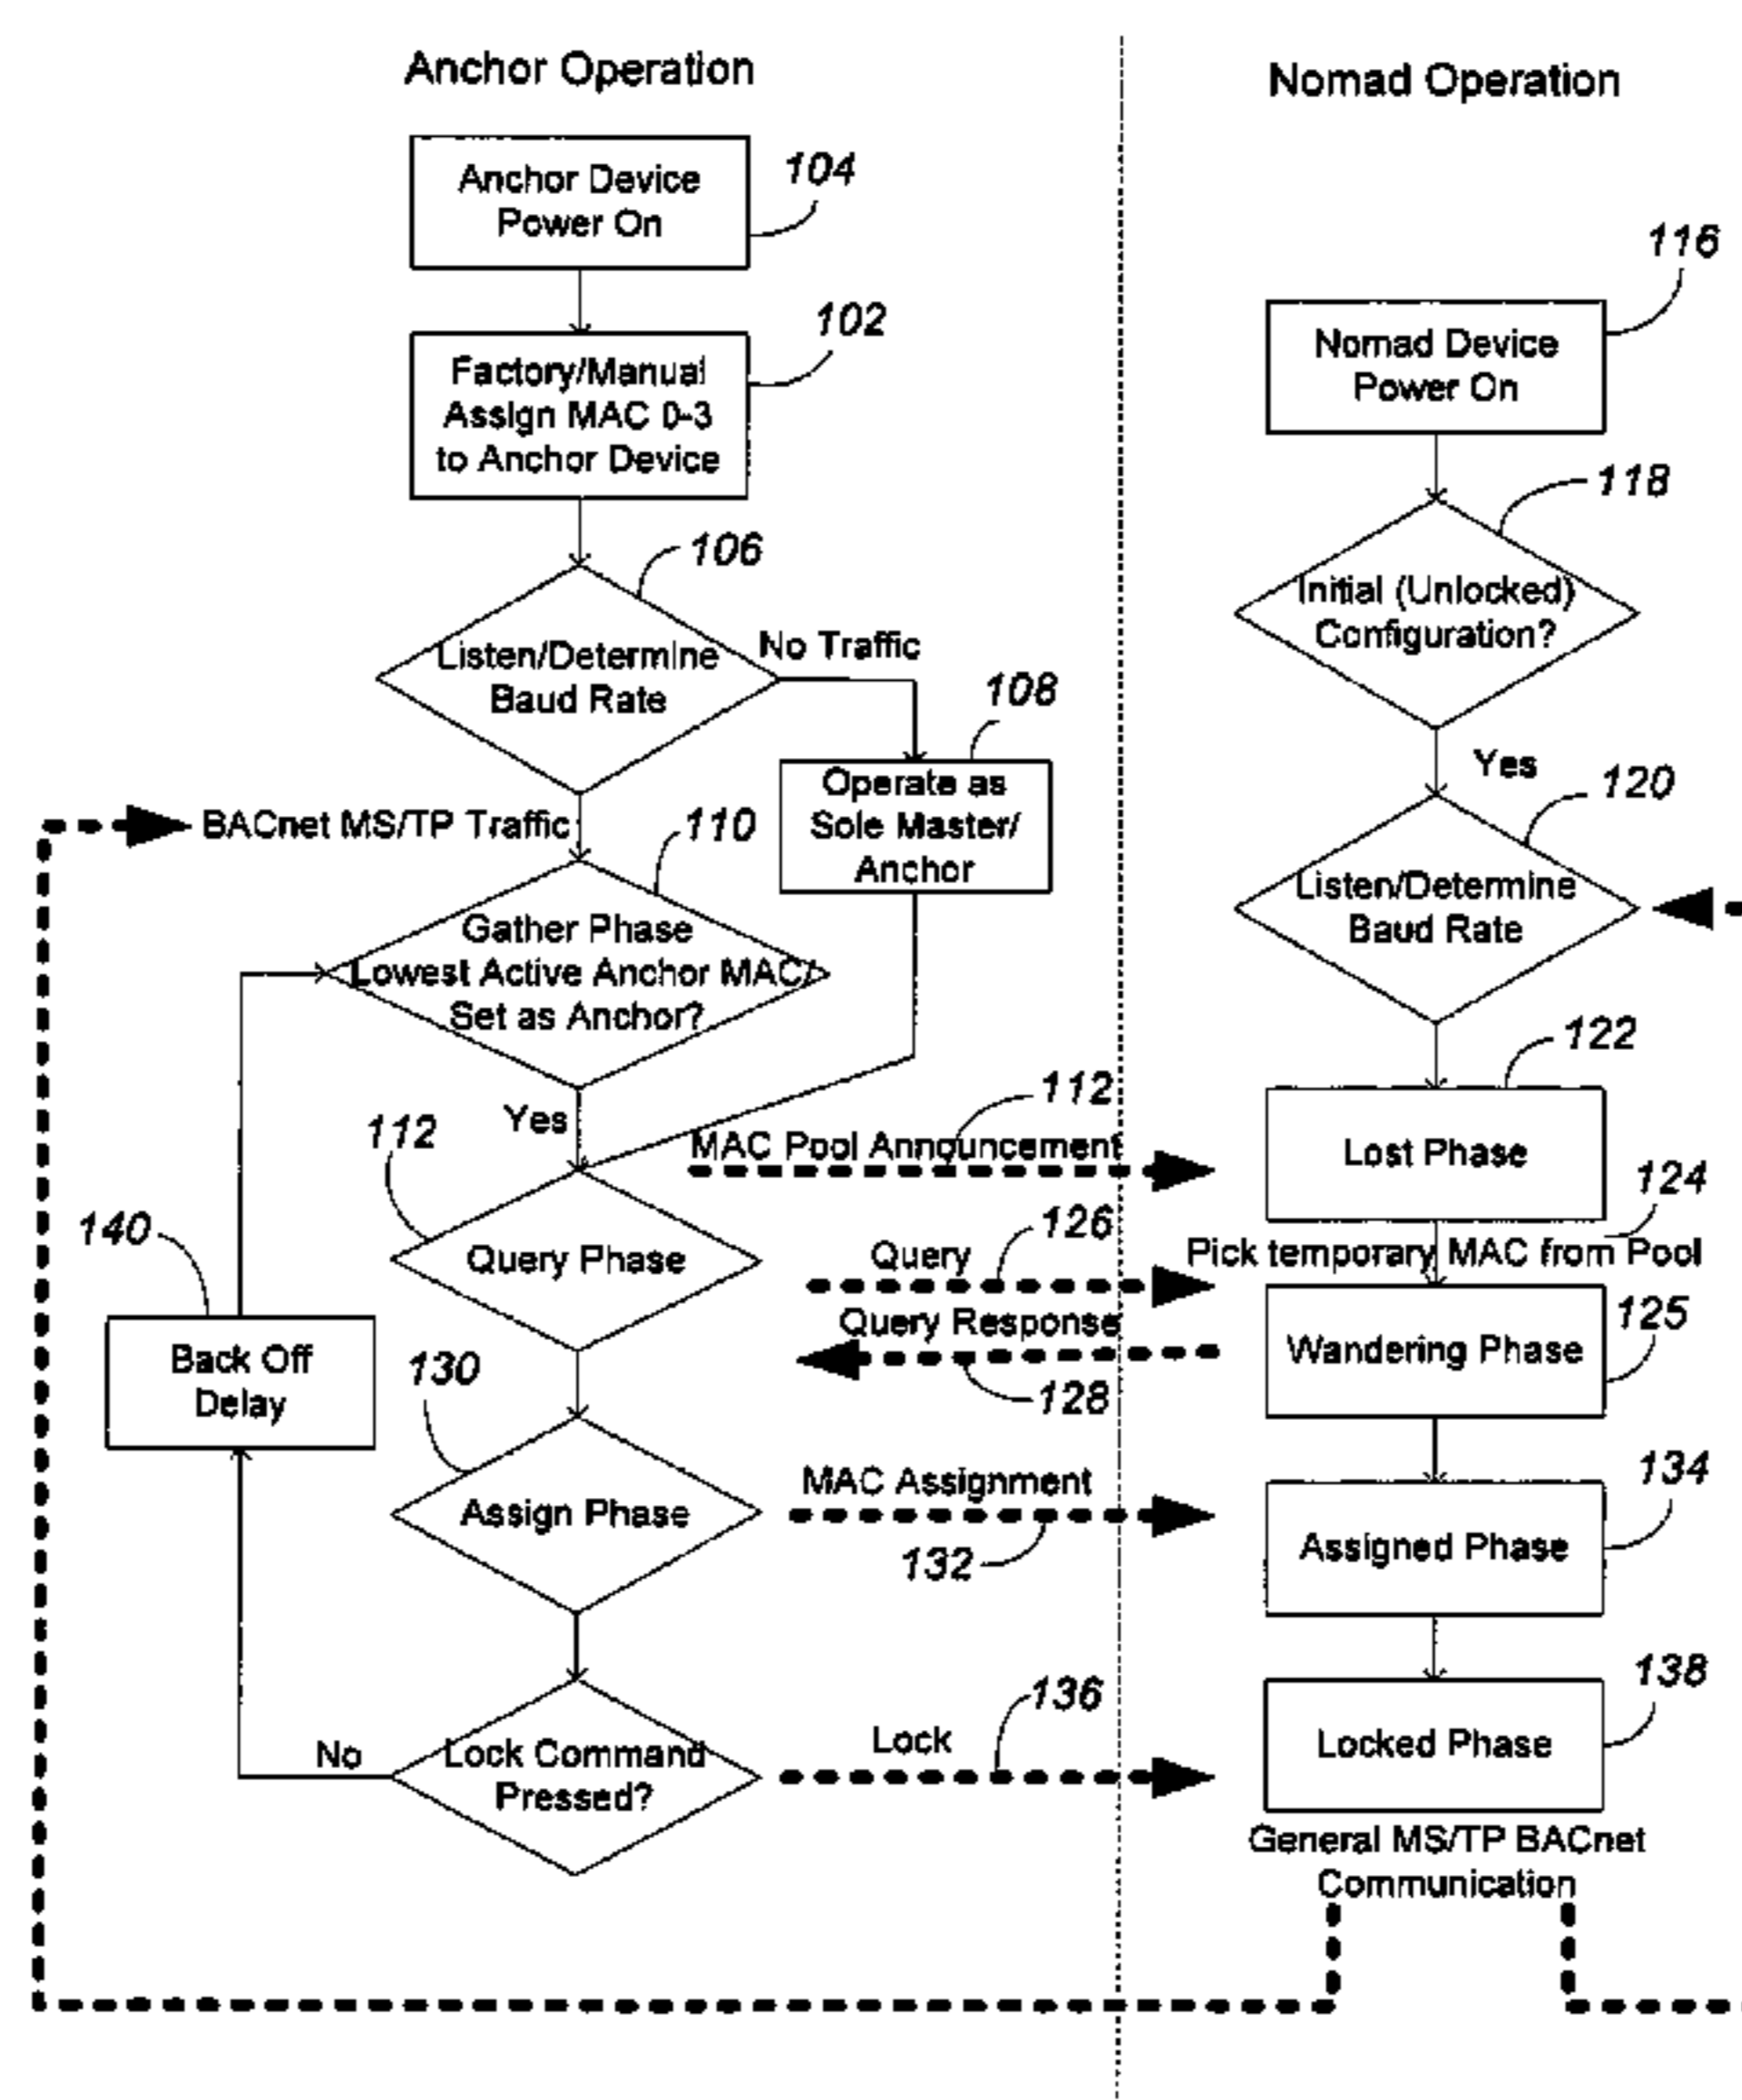 Anchor Operation
Anchor Device
Power On
104
Factory/Manual
Assign MAC 0-3
to Anchor Device
102
106
Listen/Determine
Baud Rate
No Traffic
108
Operate as
Sole Master/
Anchor
BACnet MS/TP Traffic
110
Gather Phase
Lowest Active Anchor MAC/
Set as Anchor?
Yes
112
MAC Pool Announcement
112
Query Phase
126
Query
Query Response
128
140
Back Off
Delay
130
Assign Phase
MAC Assignment
132
Lock Command
Pressed?
No
Lock
136
Nomad Operation
116
Nomad Device
Power On
118
Initial (Unlocked)
Configuration?
Yes
120
Listen/Determine
Baud Rate
122
Lost Phase
124
Pick temporary MAC from Pool
125
Wandering Phase
134
Assigned Phase
138
Locked Phase
General MS/TP BACnet
Communication